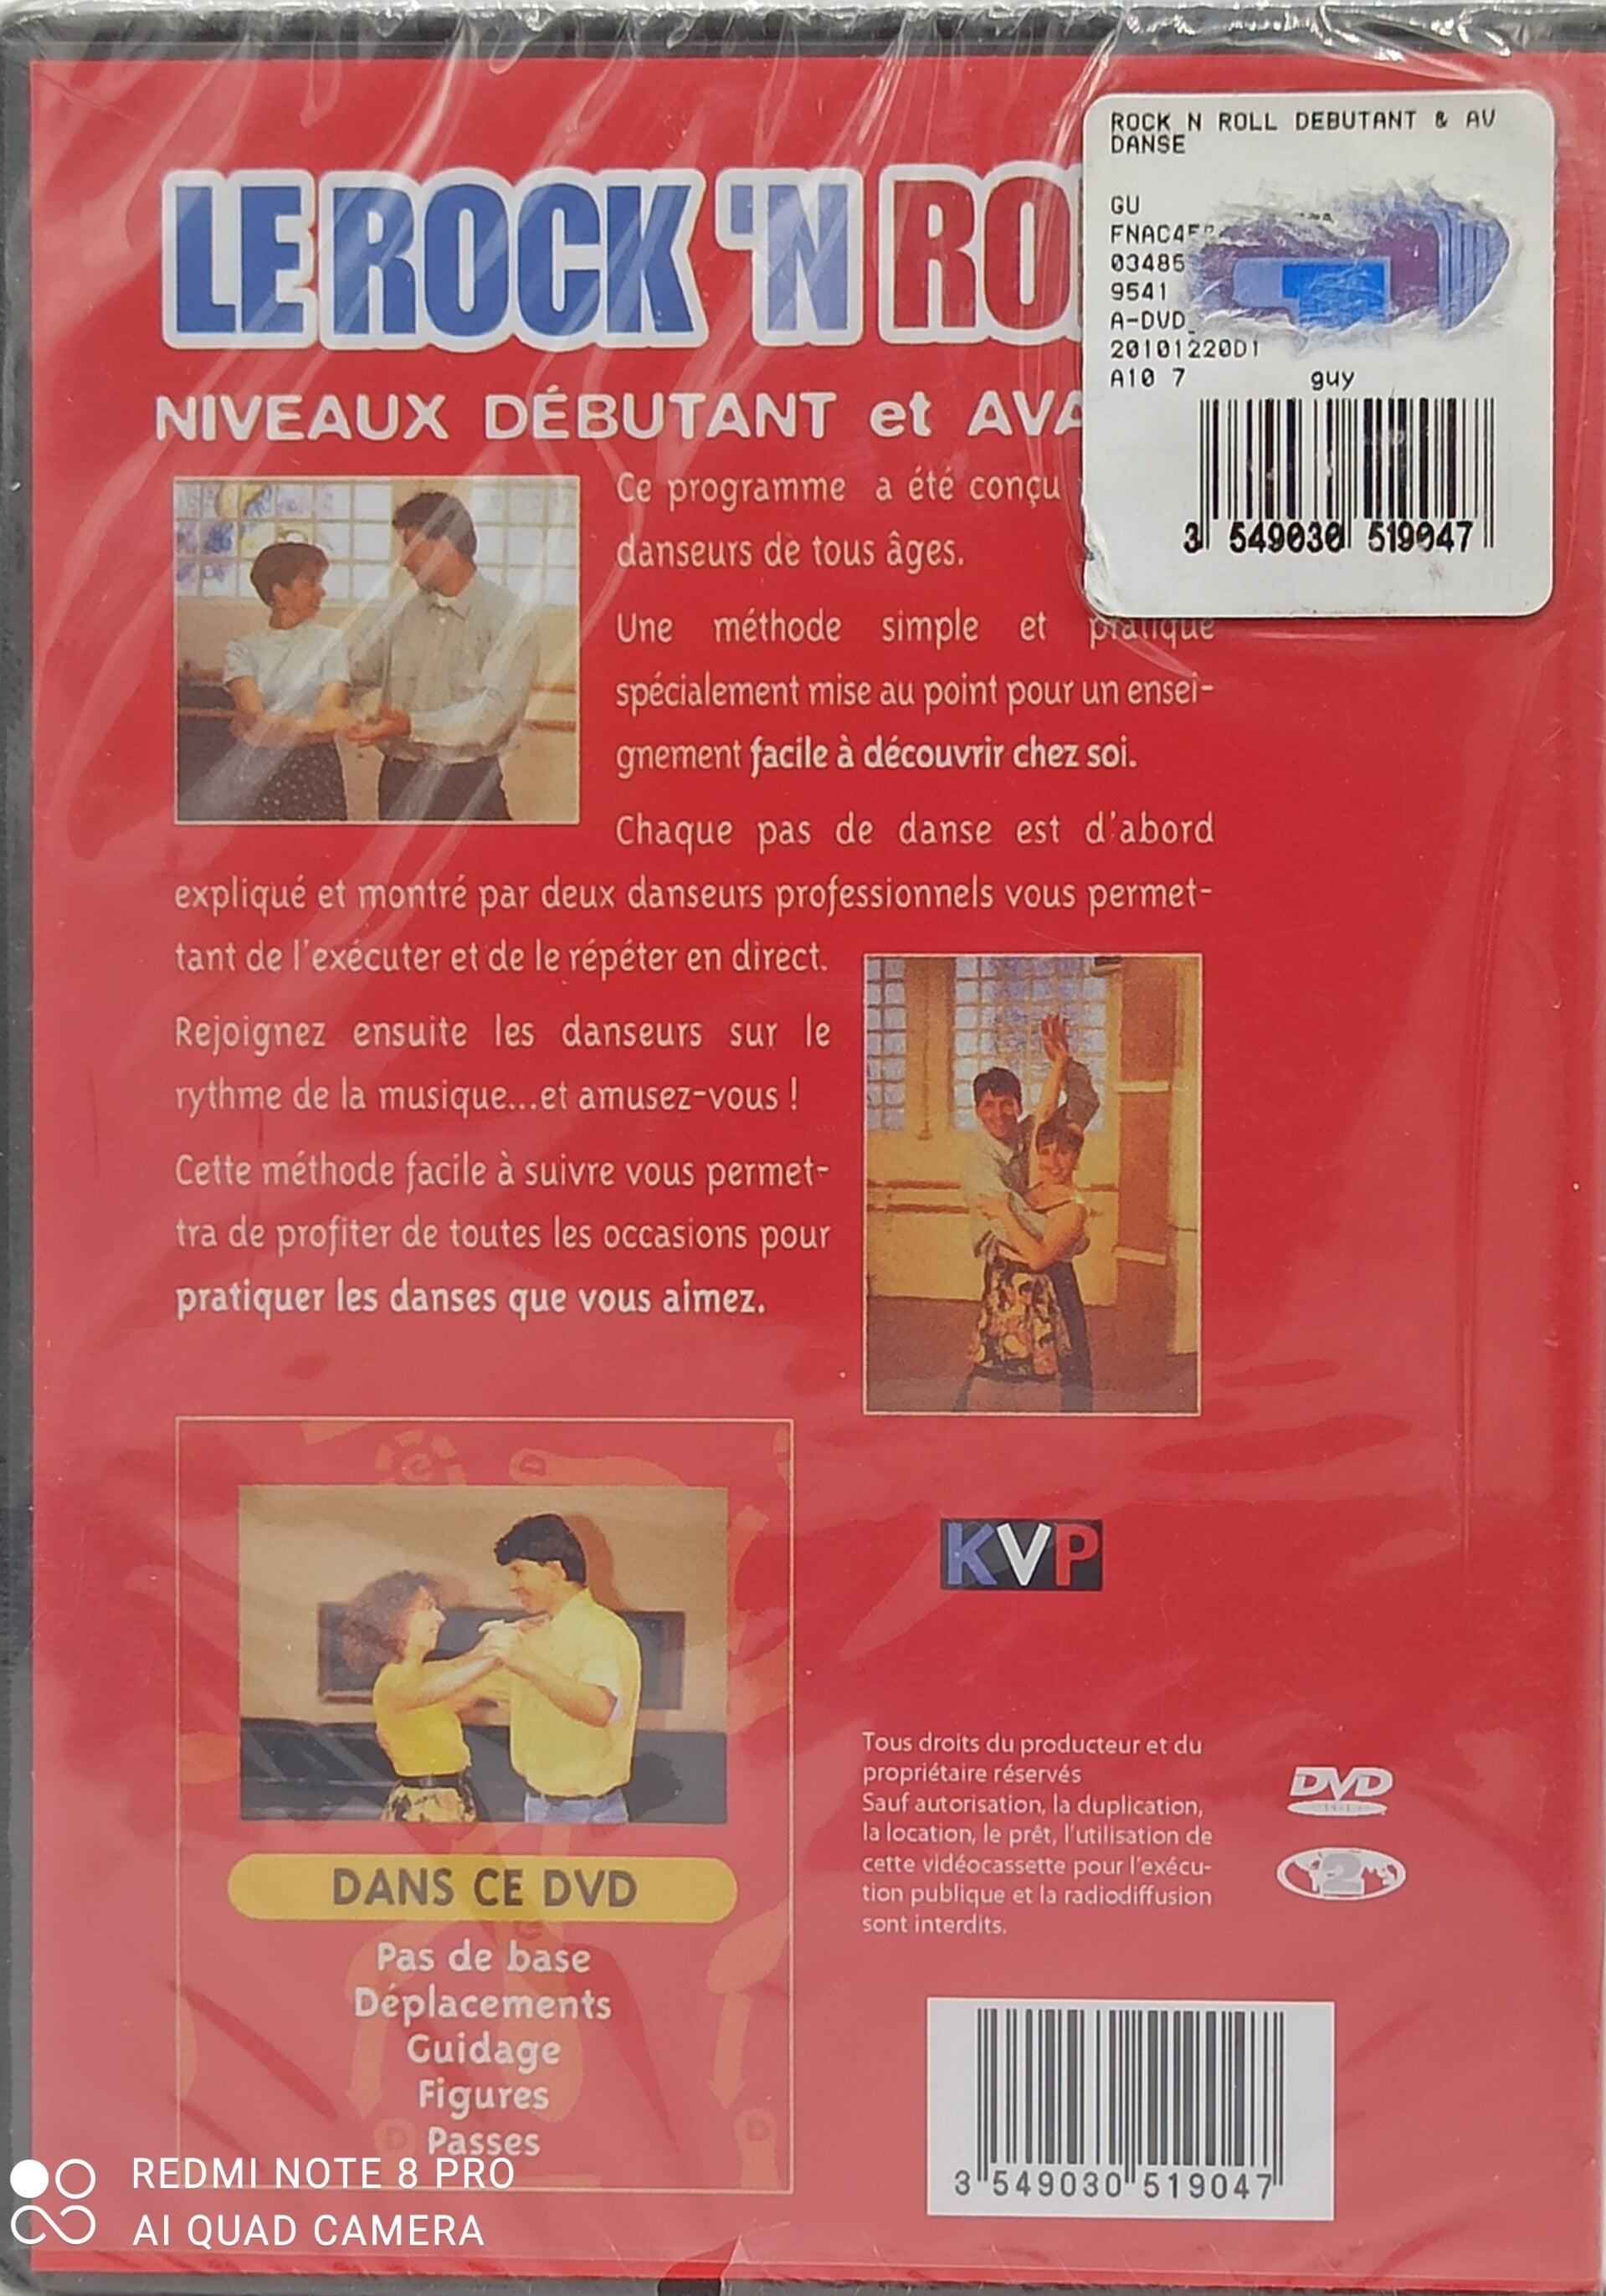 ROCK N ROLL DEBUTANT & AV
DANSE
GU
FNAC4
03485
9541
A-DVD
20101220D1
A10 7 guy
3 549030 519047
LE ROCK 'N RO
NIVEAUX DÉBUTANT et AVA
Ce programme a été conçu
danseurs de tous âges.
Une méthode simple et pratique
spécialement mise au point pour un ensei-
gnement facile à découvrir chez soi.
Chaque pas de danse est d'abord
expliqué et montré par deux danseurs professionnels vous permet-
tant de l'exécuter et de le répéter en direct.
Rejoignez ensuite les danseurs sur le
rythme de la musique...et amusez-vous !
Cette méthode facile à suivre vous permet-
tra de profiter de toutes les occasions pour
pratiquer les danses que vous aimez.
KVP
DANS CE DVD
Pas de base
Déplacements
Guidage
Figures
Passes
Tous droits du producteur et du
propriétaire réservés
Sauf autorisation, la duplication,
la location, le prêt, l'utilisation de
cette vidéocassette pour l'exécu-
tion publique et la radiodiffusion
sont interdits.
DVD
2
3 549030 519047
REDMI NOTE 8 PRO
AI QUAD CAMERA